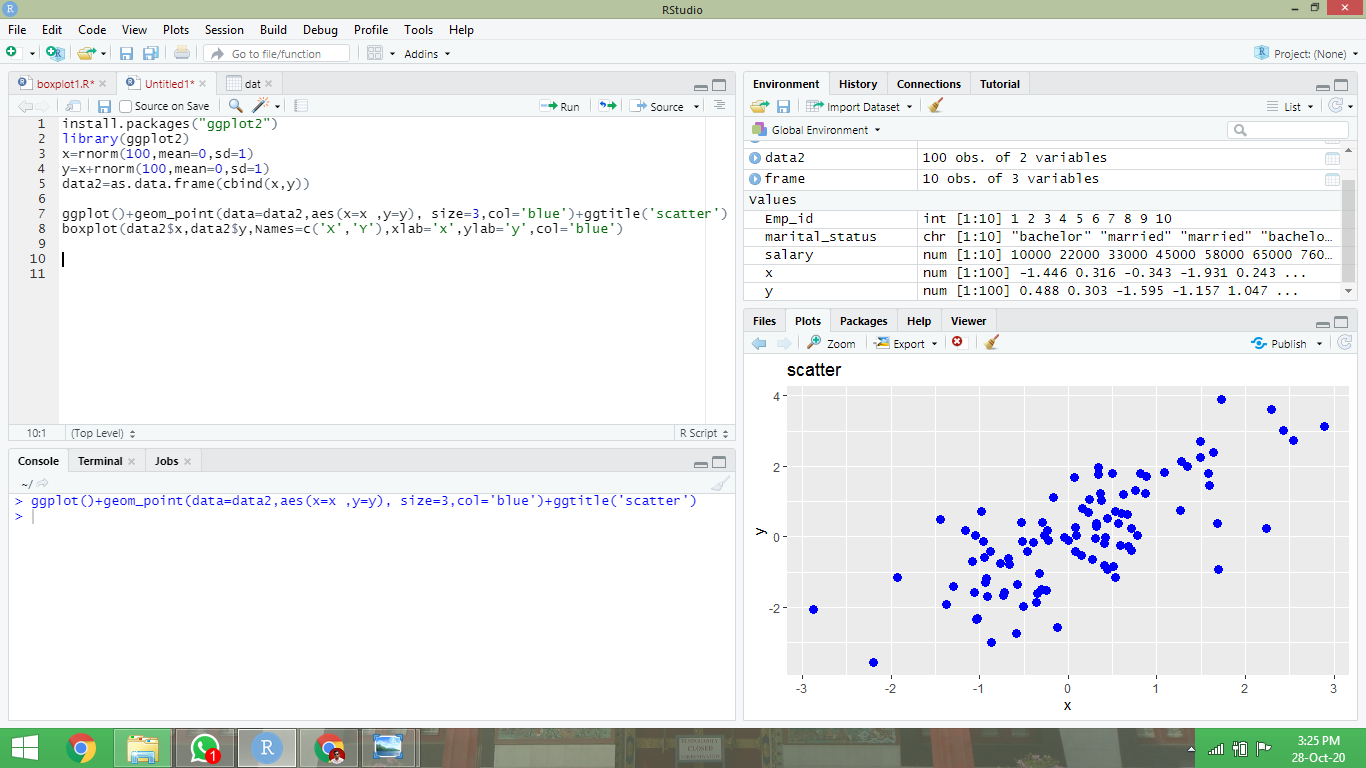 RStudio
File Edit Code View Plots Session Build Debug Profile Tools Help
Go to file/function Addins Project: (None)
boxplot1.R* Untitled1* dat
Source on Save Run Source
1 install.packages("ggplot2")
2 library(ggplot2)
3 x=rnorm(100,mean=0,sd=1)
4 y=x+rnorm(100,mean=0,sd=1)
5 data2=as.data.frame(cbind(x,y))
6
7 ggplot()+geom_point(data=data2,aes(x=x ,y=y), size=3,col='blue')+ggtitle('scatter')
8 boxplot(data2$x,data2$y,Names=c('X','Y'),xlab='x',ylab='y',col='blue')
9
10
11
10:1 (Top Level) R Script
Console Terminal Jobs
~/
> ggplot()+geom_point(data=data2,aes(x=x ,y=y), size=3,col='blue')+ggtitle('scatter')
>
Environment History Connections Tutorial
Import Dataset List
Global Environment
data2 100 obs. of 2 variables
frame 10 obs. of 3 variables
Values
Emp_id int [1:10] 1 2 3 4 5 6 7 8 9 10
marital_status chr [1:10] "bachelor" "married" "married" "bachelo…
salary num [1:10] 10000 22000 33000 45000 58000 65000 760…
x num [1:100] -1.446 0.316 -0.343 -1.931 0.243 ...
y num [1:100] 0.488 0.303 -1.595 -1.157 1.047 ...
Files Plots Packages Help Viewer
Zoom Export Publish
scatter
4
2
0
-2
y
-3 -2 -1 0 1 2 3
x
1
R
CLOSED
3:25 PM
28-Oct-20